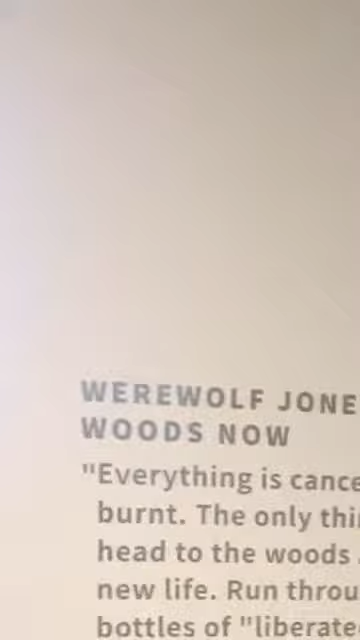 WEREWOLF JONE
WOODS NOW
"Everything is cance
burnt. The only thi
head to the woods
new life. Run throu
bottles of "liberate